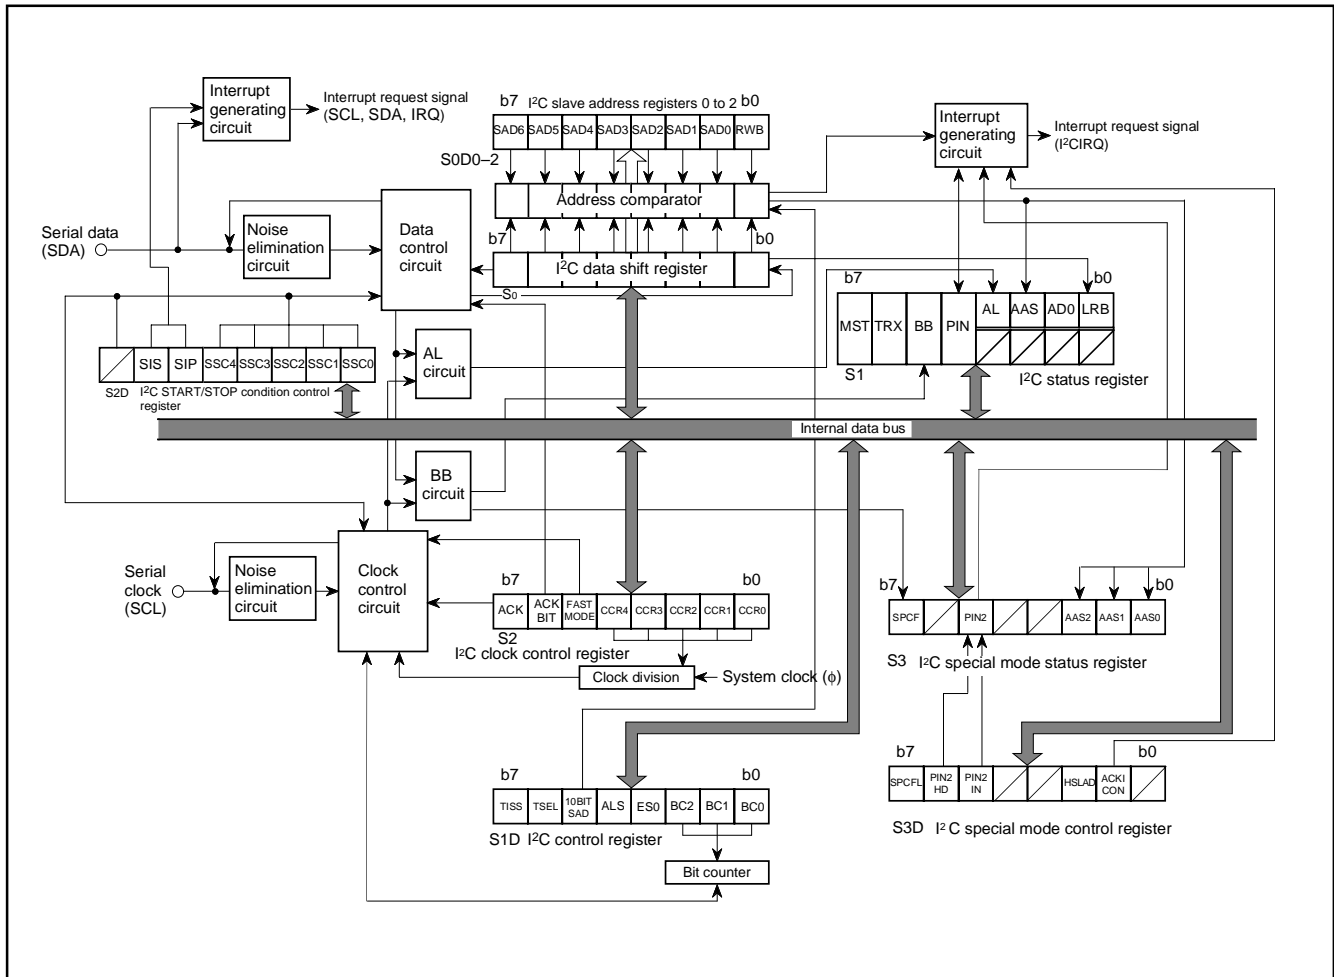 Interrupt
generating
circuit
Interrupt request signal
(SCL, SDA, IRQ)
b7 I²C slave address registers 0 to 2 b0
SAD6 SAD5 SAD4 SAD3 SAD2 SAD1 SAD0 RWB
S0D0–2
Interrupt
generating
circuit
Interrupt request signal
(I²CIRQ)
Address comparator
Serial data
(SDA)
Noise
elimination
circuit
Data
control
circuit
b7 b0
I²C data shift register
S0
b7 b0
MST TRX BB PIN AL AAS AD0 LRB
S1
I²C status register
SIS SIP SSC4 SSC3 SSC2 SSC1 SSC0
S2D I²C START/STOP condition control
register
AL
circuit
Internal data bus
BB
circuit
Serial
clock
(SCL)
Noise
elimination
circuit
Clock
control
circuit
b7 b0
ACK ACK BIT FAST MODE CCR4 CCR3 CCR2 CCR1 CCR0
S2
I²C clock control register
Clock division
System clock (ϕ)
b7 b0
SPCF PIN2 AAS2 AAS1 AAS0
S3 I²C special mode status register
b7 b0
TISS TSEL 10BIT SAD ALS ES0 BC2 BC1 BC0
S1D I²C control register
Bit counter
b7 b0
SPCFL PIN2 HD PIN2 IN HSLAD ACKI CON
S3D I² C special mode control register